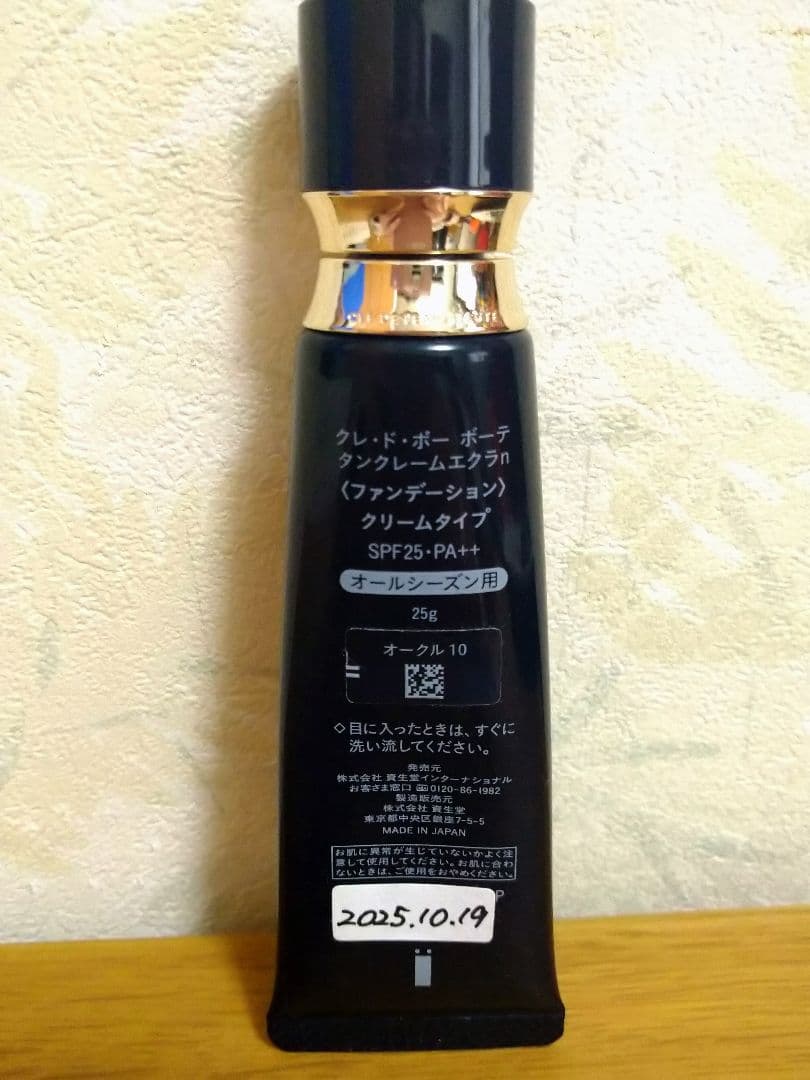 クレ・ド・ポー ボーテ
タンクレームエクラn
〈ファンデーション〉
クリームタイプ
SPF25・PA++
オールシーズン用
25g
オークル10
◇目に入ったときは、すぐに
洗い流してください。
発売元
株式会社 資生堂インターナショナル
お客さま窓口 0120-86-1982
製造販売元
株式会社 資生堂
東京都中央区銀座7-5-5
MADE IN JAPAN
お肌に異常が生じていないかよく注
意して使用してください。お肌に合わ
ないときは、ご使用をおやめください。
P
2025.10.19